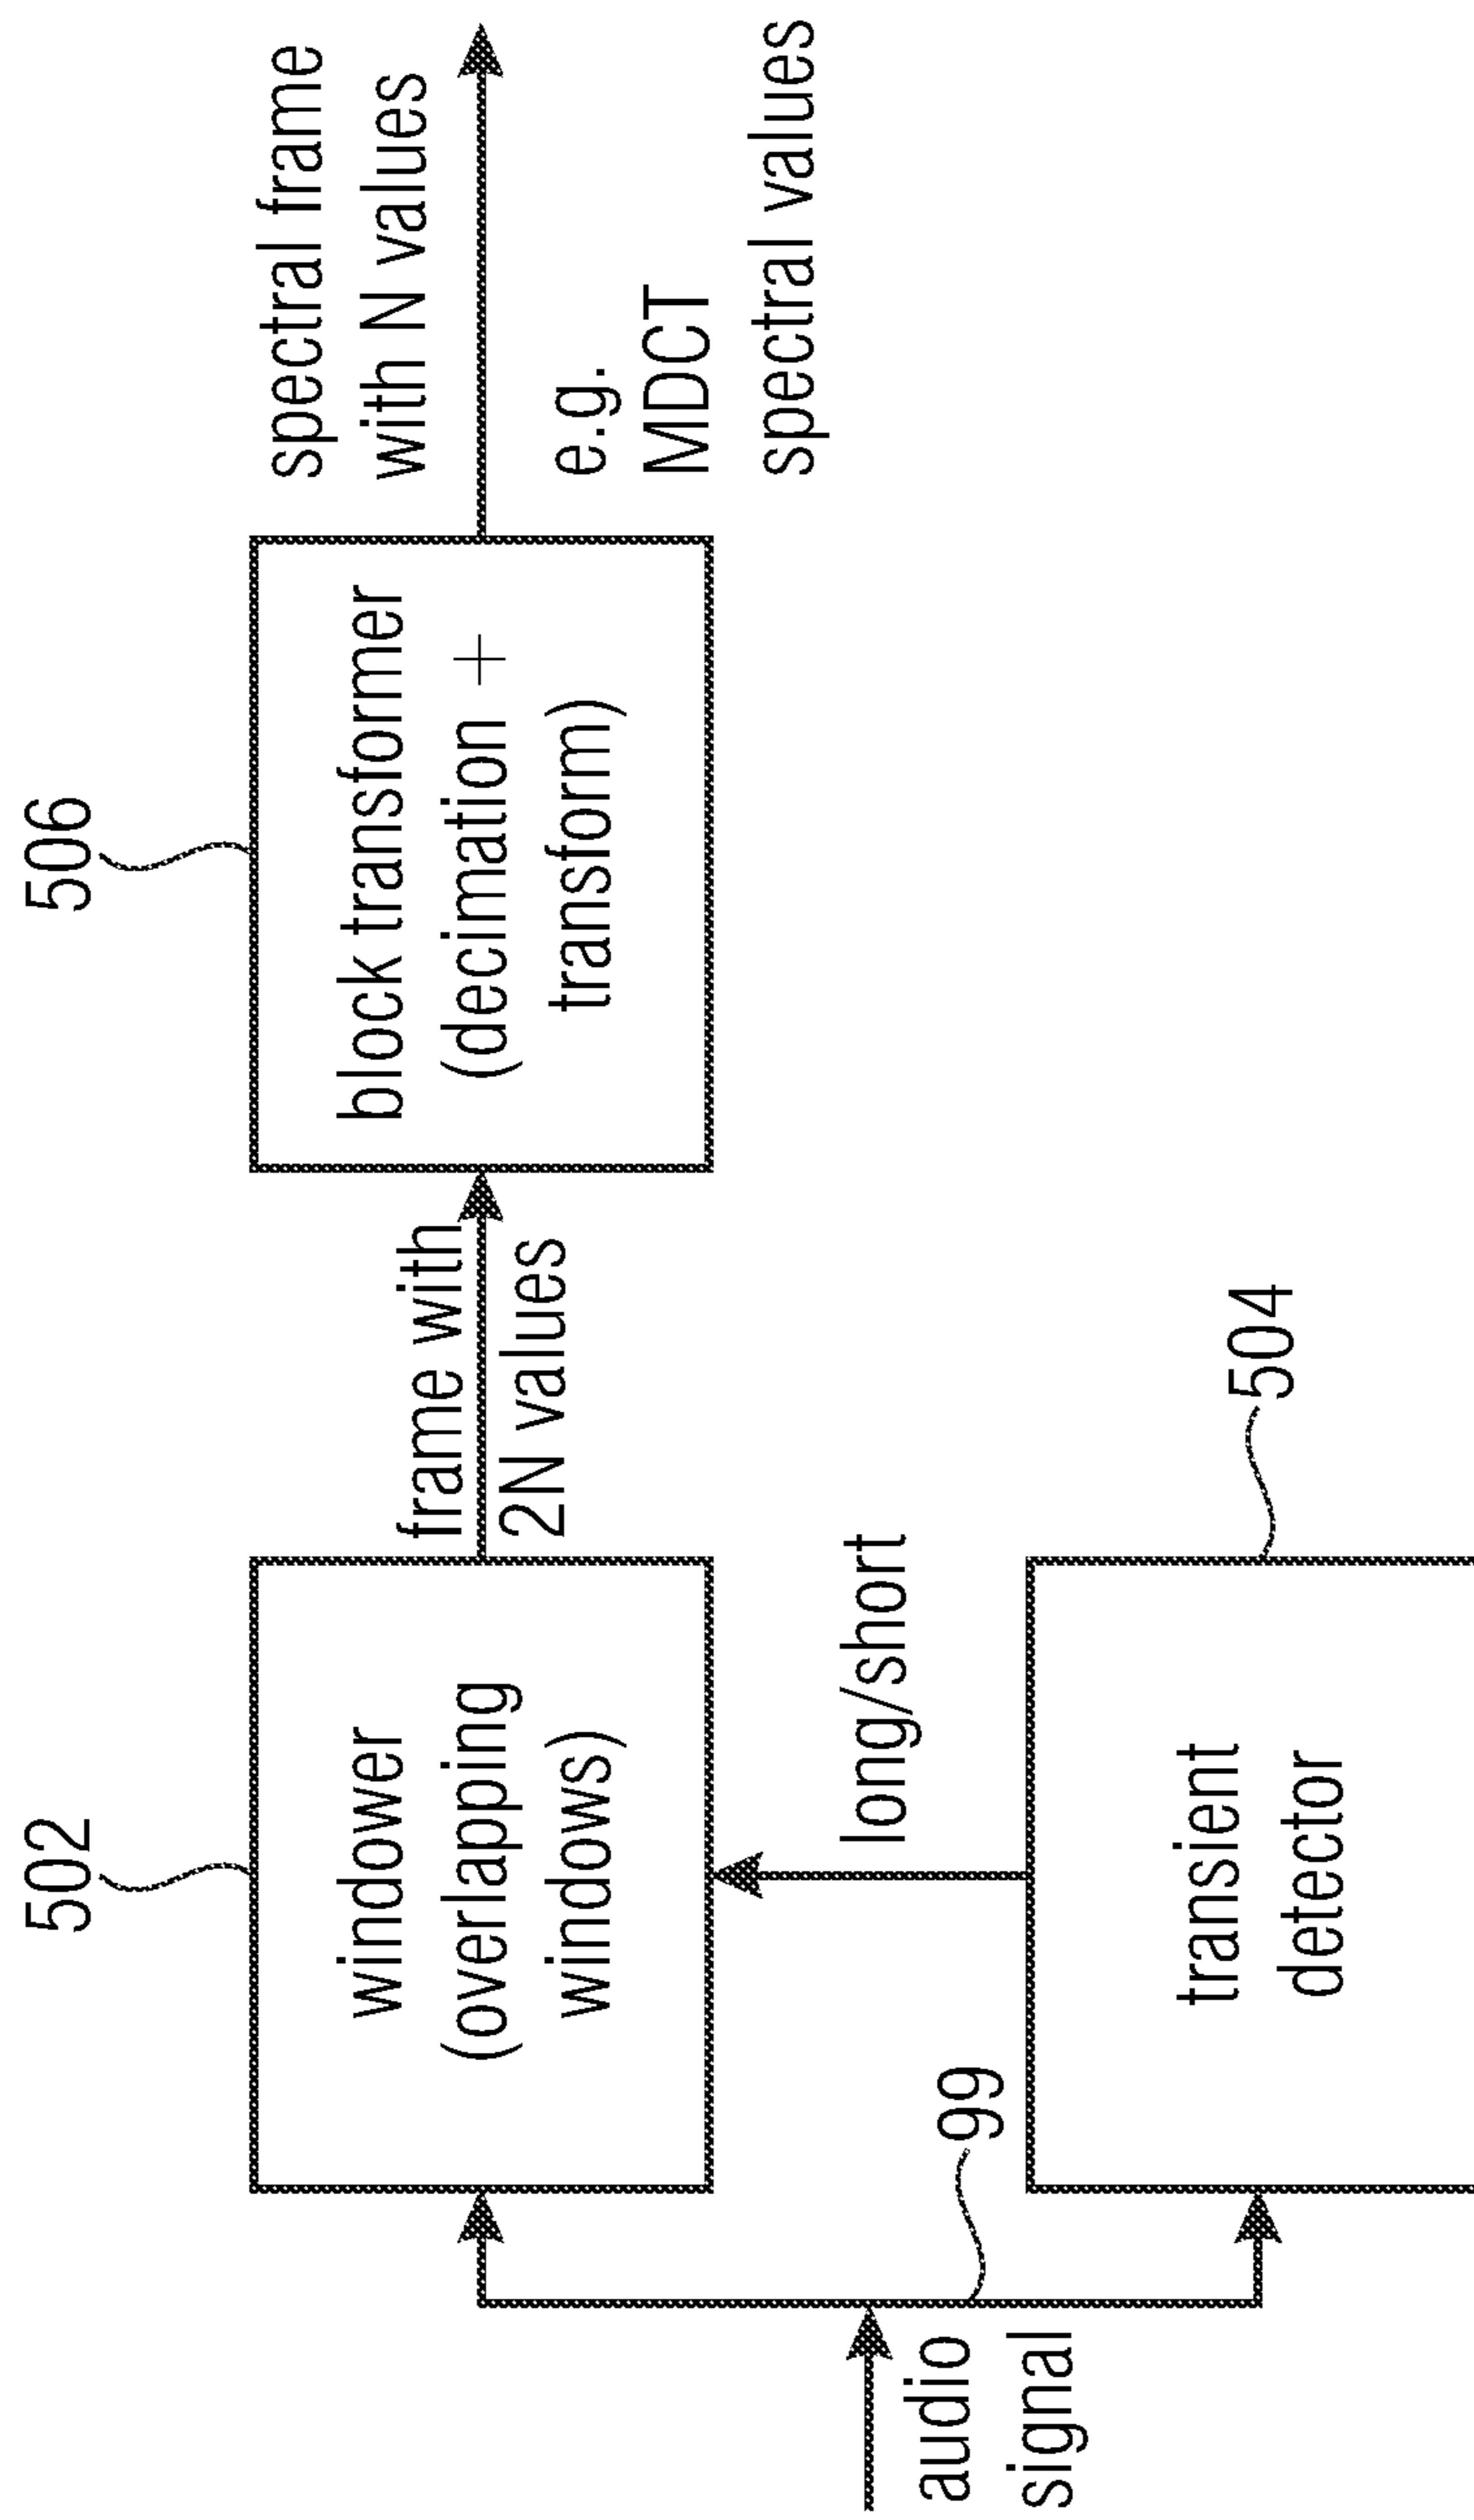 502
506
windower
(overlapping
windows)
frame with
2N values
block transformer
(decimation +
transform)
spectral frame
with N values
e.g.
MDCT
spectral values
long/short
audio
signal
99
transient
detector
504